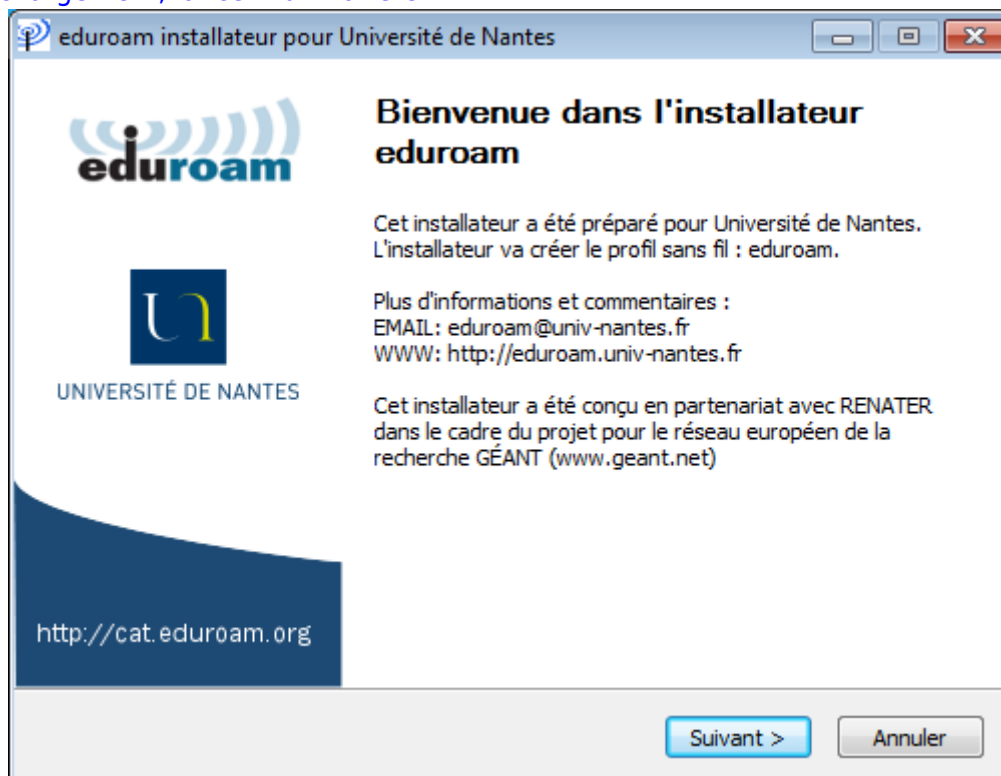 eduroam installateur pour Université de Nantes
eduroam
Bienvenue dans l'installateur
eduroam
Cet installateur a été préparé pour Université de Nantes.
L'installateur va créer le profil sans fil : eduroam.
Plus d'informations et commentaires :
EMAIL: eduroam@univ-nantes.fr
WWW: http://eduroam.univ-nantes.fr
UNIVERSITÉ DE NANTES
Cet installateur a été conçu en partenariat avec RENATER
dans le cadre du projet pour le réseau européen de la
recherche GÉANT (www.geant.net)
http://cat.eduroam.org
Suivant >
Annuler